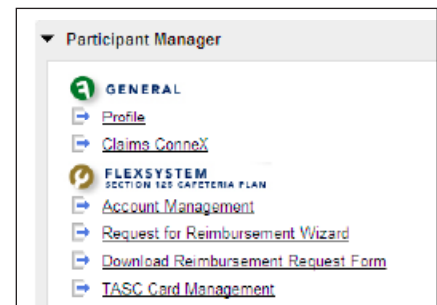 Participant Manager
GENERAL
Profile
Claims ConneX
FLEXSYSTEM
SECTION 125 CAFETERIA PLAN
Account Management
Request for Reimbursement Wizard
Download Reimbursement Request Form
TASC Card Management